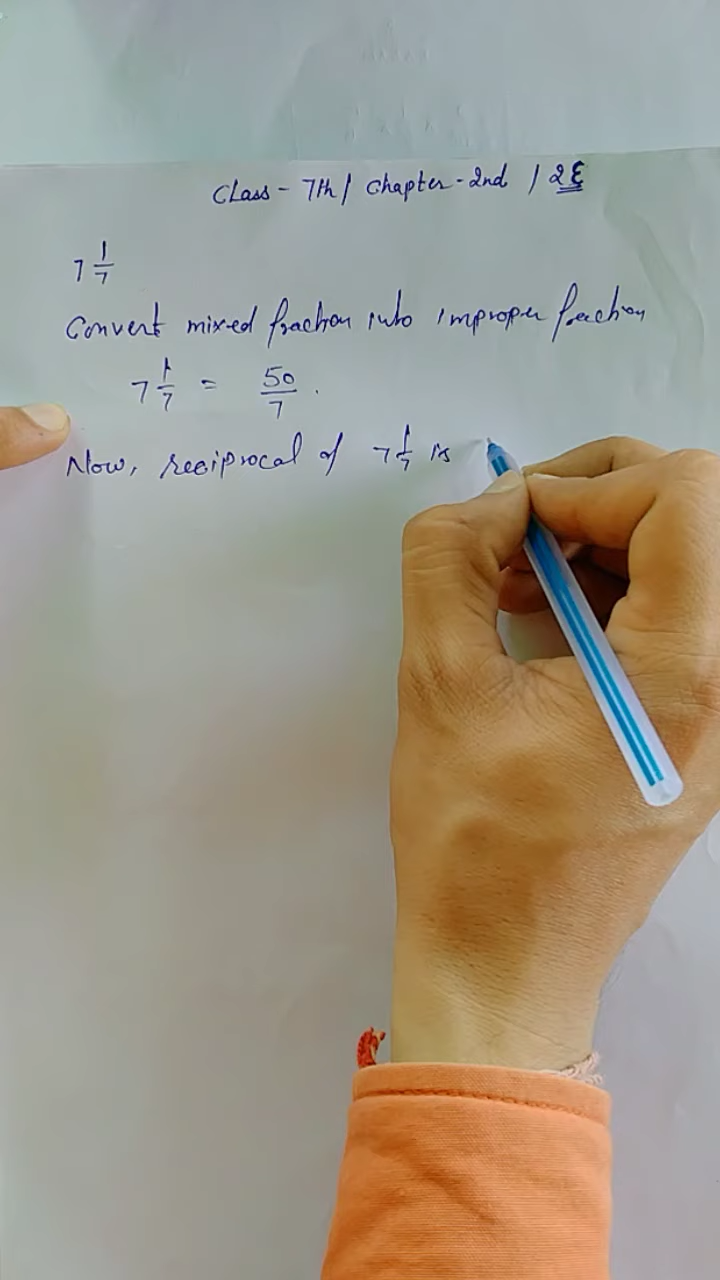 Class - 7th / Chapter - 2nd / 2E
7 1/7
Convert mixed fraction into improper fraction
7 1/7 = 50/7 .
Now, reciprocal of 7 1/7 is